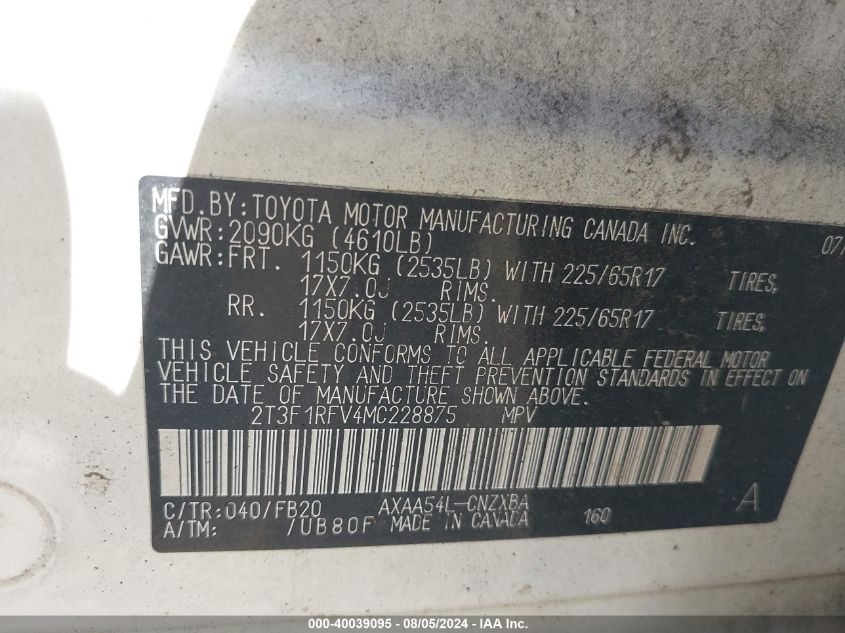 MFD.BY:TOYOTA MOTOR MANUFACTURING CANADA INC.
GVWR:2090KG (4610LB) 07/
GAWR:FRT. 1150KG (2535LB) WITH 225/65R17 TIRES,
17X7.0J RIMS.
RR. 1150KG (2535LB) WITH 225/65R17 TIRES,
17X7.0J RIMS.
THIS VEHICLE CONFORMS TO ALL APPLICABLE FEDERAL MOTOR
VEHICLE SAFETY AND THEFT PREVENTION STANDARDS IN EFFECT ON
THE DATE OF MANUFACTURE SHOWN ABOVE.
2T3F1RFV4MC228875 MPV
C/TR:040/FB20 AXAA54L-CNZXBA A
A/TM: /UB80F MADE IN CANADA 160
000-40039095 - 08/05/2024 - IAA Inc.